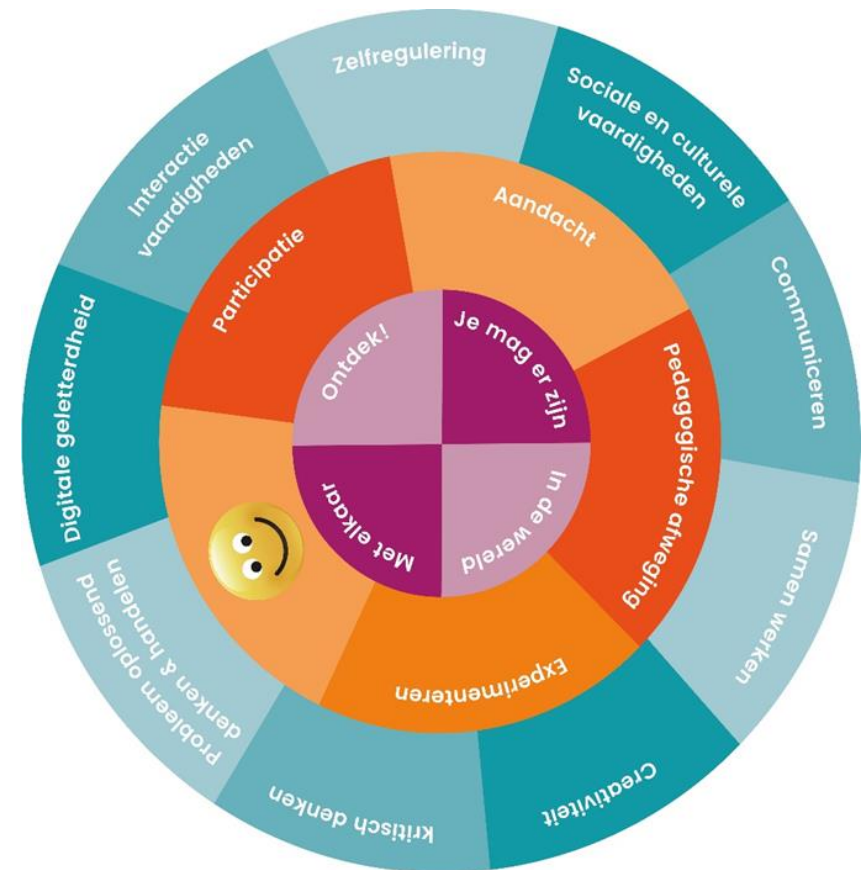 Zelfregulering
Sociale en culturele
vaardigheden
Communiceren
Samen werken
Creativiteit
kritisch denken
Probleem oplossend
denken & handelen
Digitale geletterdheid
Interactie
vaardigheden
Aandacht
Pedagogische afweging
Experimenteren
Participatie
Je mag er zijn
In de wereld
Met elkaar
Ontdek!